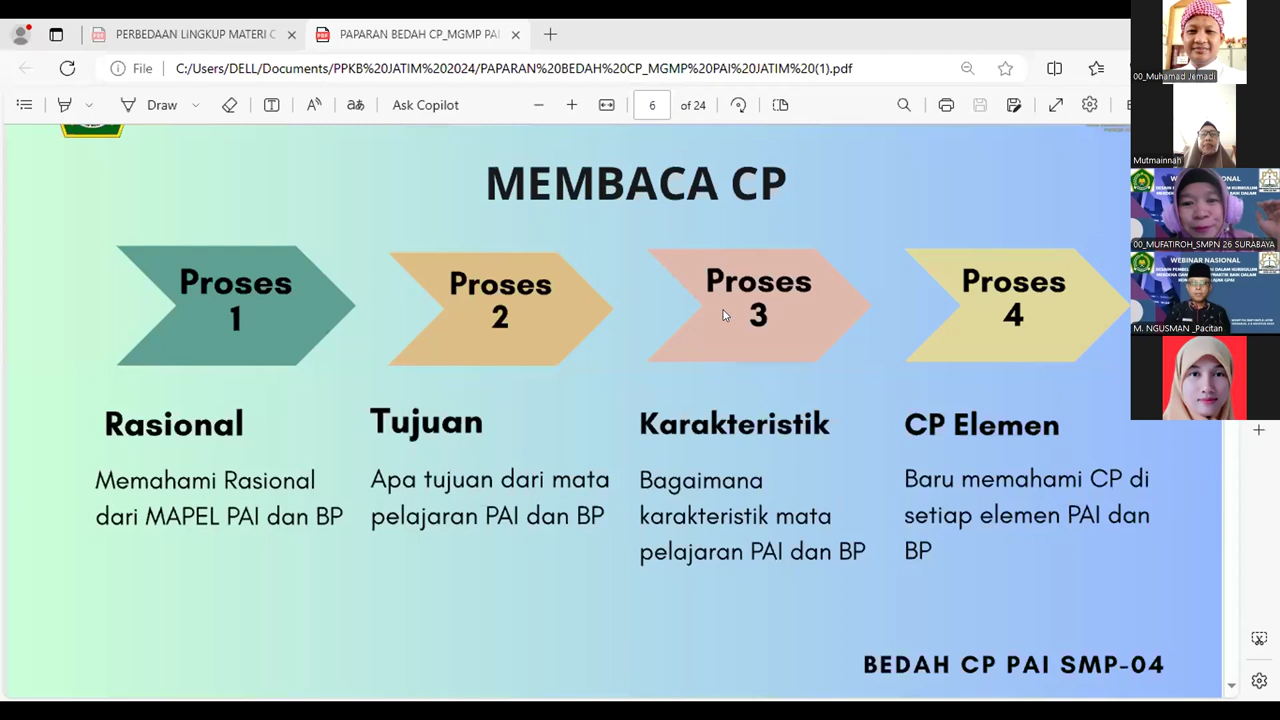 PERBEDAAN LINGKUP MATERI C
PAPARAN BEDAH CP_MGMP PAI
File
C:/Users/DELL/Documents/PPKB%20JATIM%202024/PAPARAN%20BEDAH%20CP_MGMP%20PAI%20JATIM%20(1).pdf
Draw
Ask Copilot
6
of 24
MEMBACA CP
Proses
1
Proses
2
Proses
3
Proses
4
Rasional
Memahami Rasional
dari MAPEL PAI dan BP
Tujuan
Apa tujuan dari mata
pelajaran PAI dan BP
Karakteristik
Bagaimana
karakteristik mata
pelajaran PAI dan BP
CP Elemen
Baru memahami CP di
setiap elemen PAI dan
BP
BEDAH CP PAI SMP-04
00_Muhamad Jemadi
Mutmainnah
00_MUFATIROH_SMPN 26 SURABAYA
WEBINAR NASIONAL
M. NGUSMAN _Pacitan